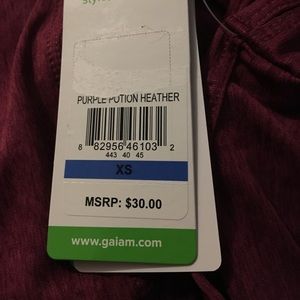 PURPLE POTION HEATHER
8 82956 46103 2
443 40 45
XS
MSRP: $30.00
www.gaiam.com